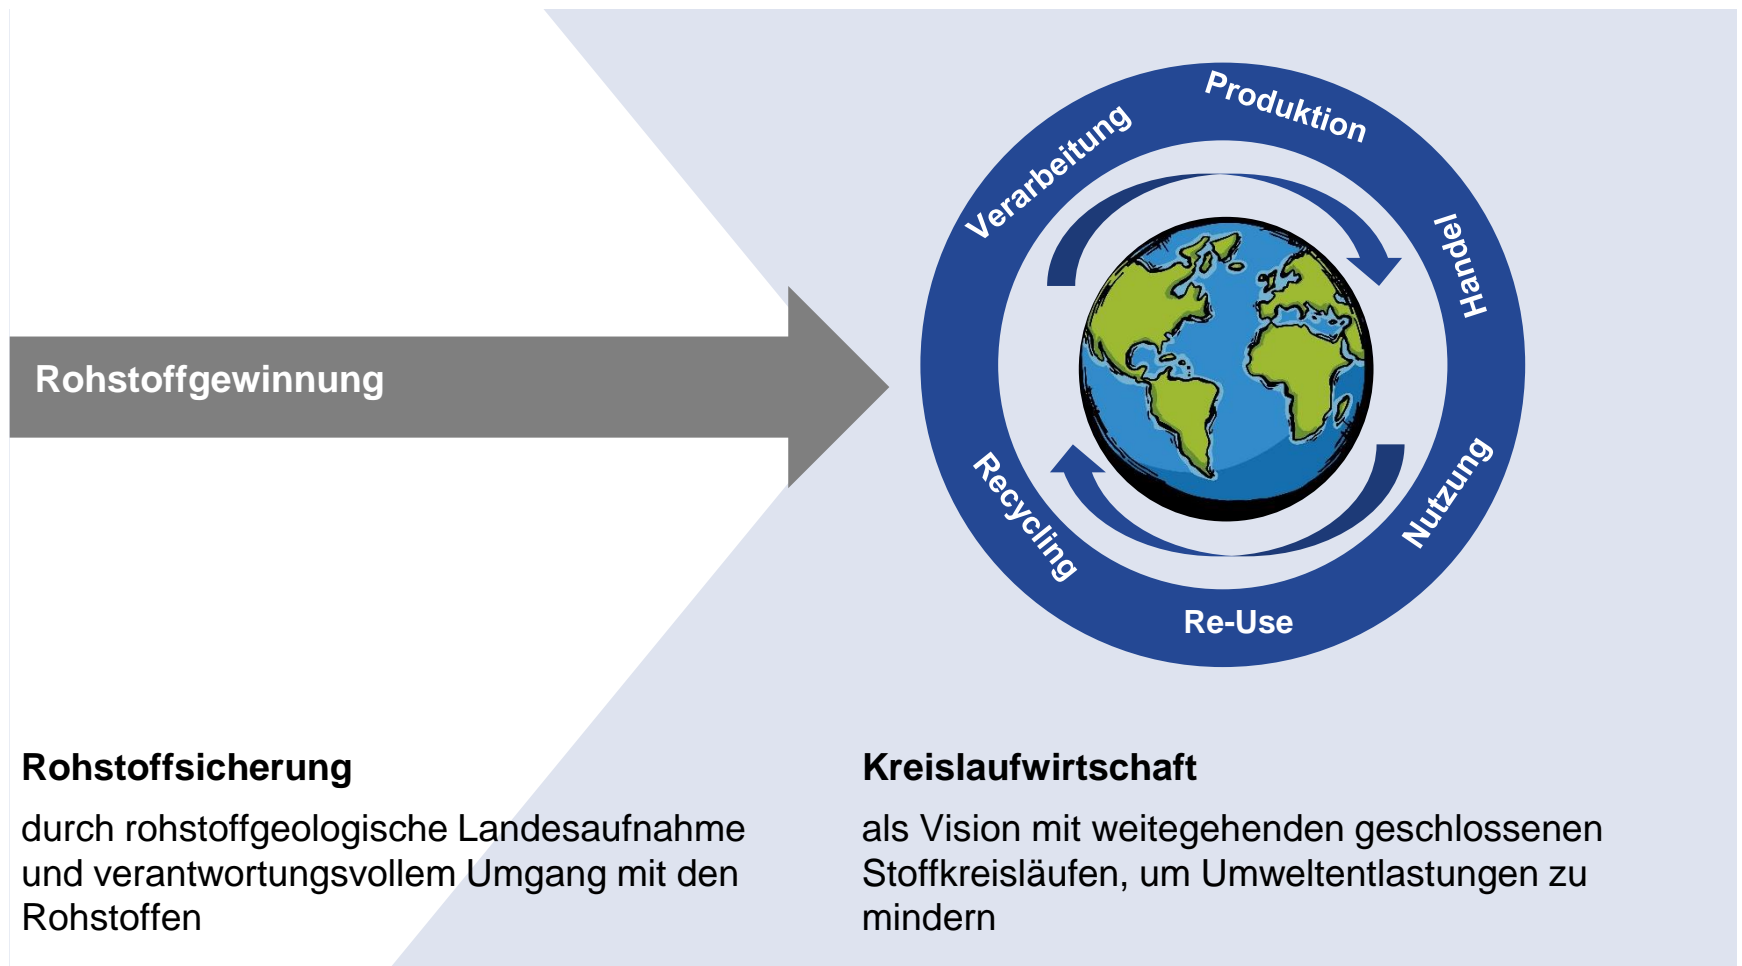 Produktion
Verarbeitung
Handel
Rohstoffgewinnung
Recycling
Nutzung
Re-Use
Rohstoffsicherung
durch rohstoffgeologische Landesaufnahme
und verantwortungsvollem Umgang mit den
Rohstoffen
Kreislaufwirtschaft
als Vision mit weitegehenden geschlossenen
Stoffkreisläufen, um Umweltentlastungen zu
mindern